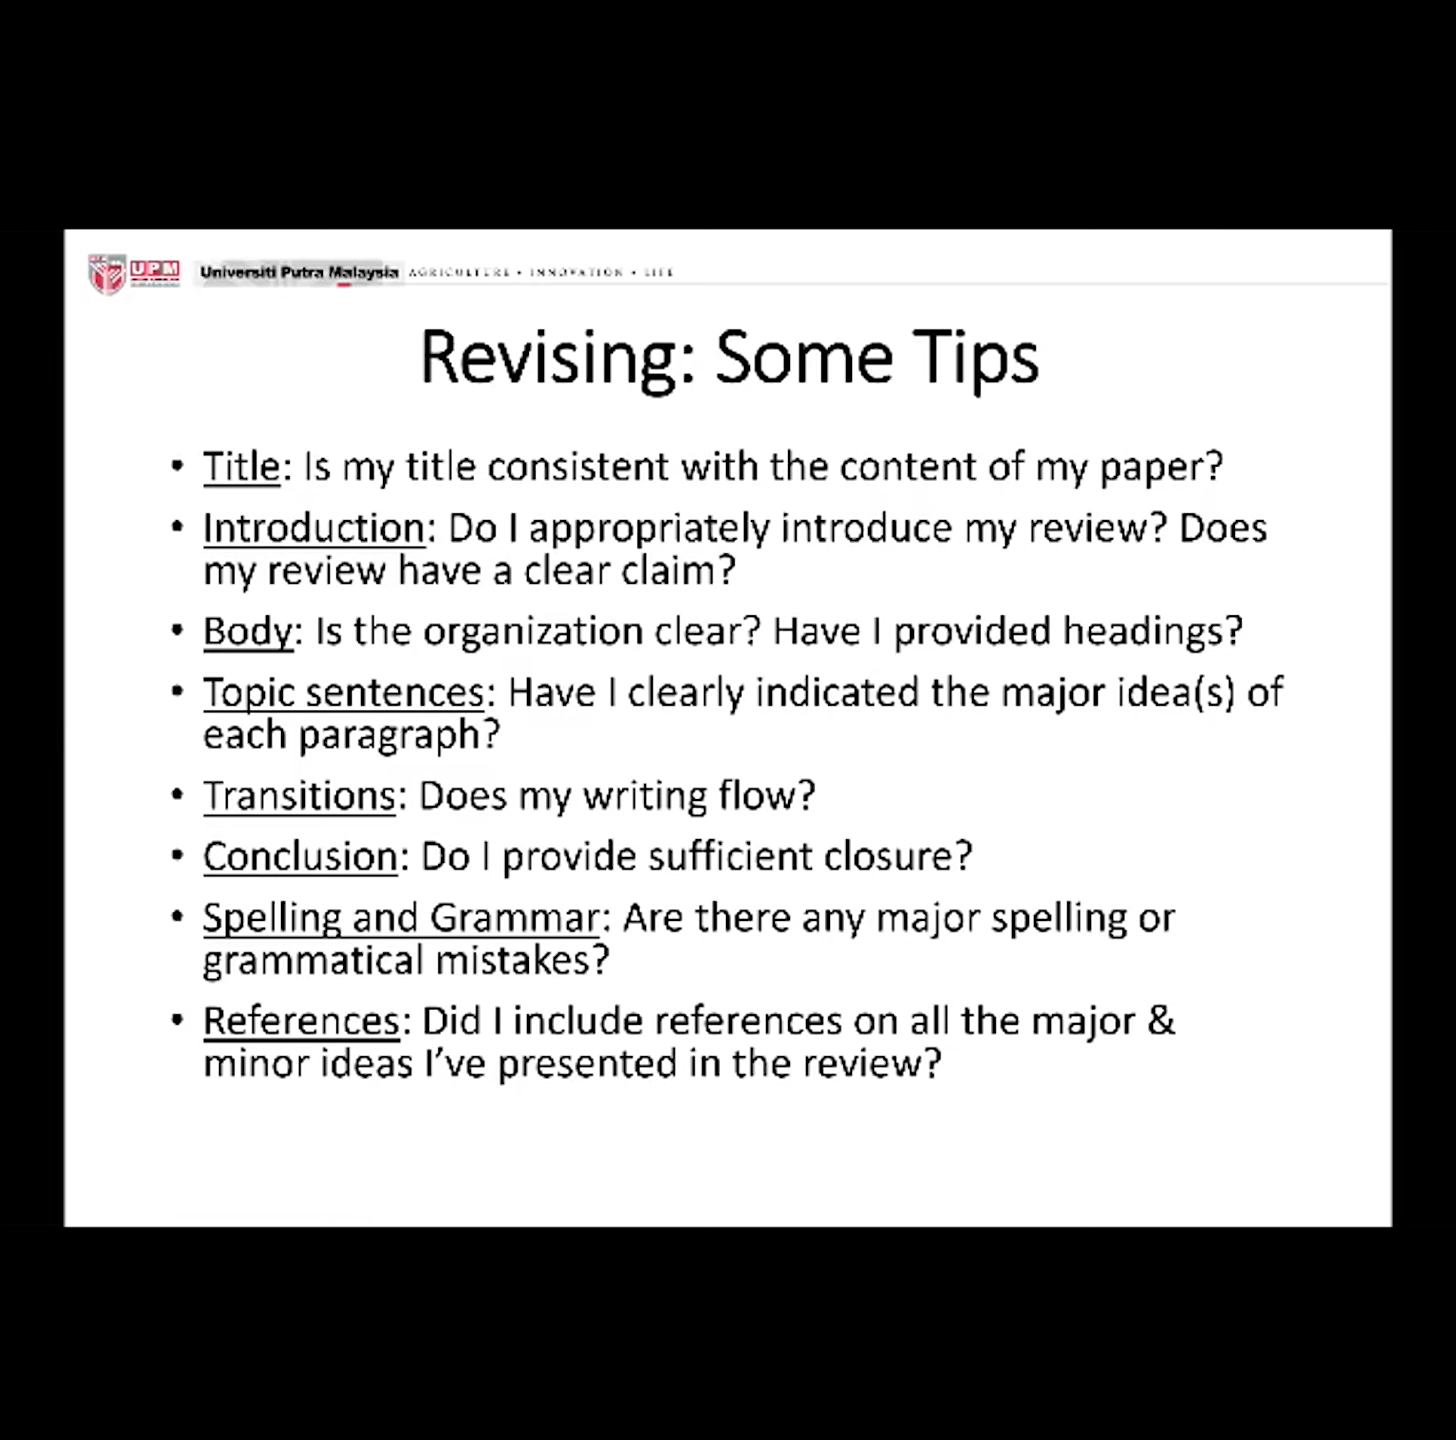 UPM
Universiti Putra Malaysia AGRICULTURE • INNOVATION • LIFE
Revising: Some Tips
• Title: Is my title consistent with the content of my paper?
• Introduction: Do I appropriately introduce my review? Does
my review have a clear claim?
• Body: Is the organization clear? Have I provided headings?
• Topic sentences: Have I clearly indicated the major idea(s) of
each paragraph?
• Transitions: Does my writing flow?
• Conclusion: Do I provide sufficient closure?
• Spelling and Grammar: Are there any major spelling or
grammatical mistakes?
• References: Did I include references on all the major &
minor ideas I’ve presented in the review?